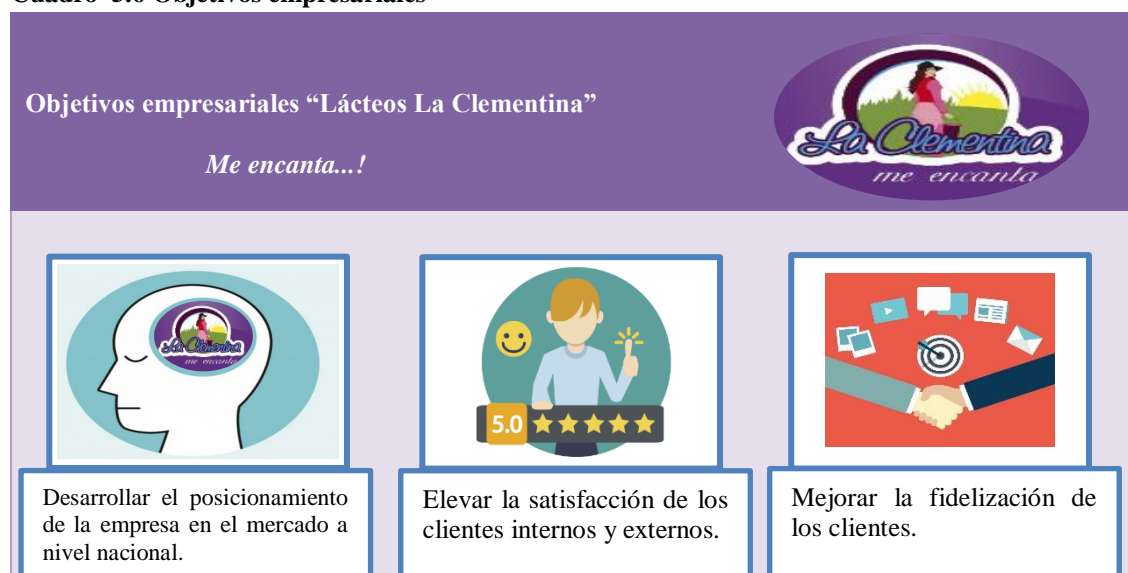 Cuadro 5.6 Objetivos empresariales
Objetivos empresariales “Lácteos La Clementina”
Me encanta...!
La Clementina
me encanta
La Clementina
me encanta
5.0
Desarrollar el posicionamiento
de la empresa en el mercado a
nivel nacional.
Elevar la satisfacción de los
clientes internos y externos.
Mejorar la fidelización de
los clientes.